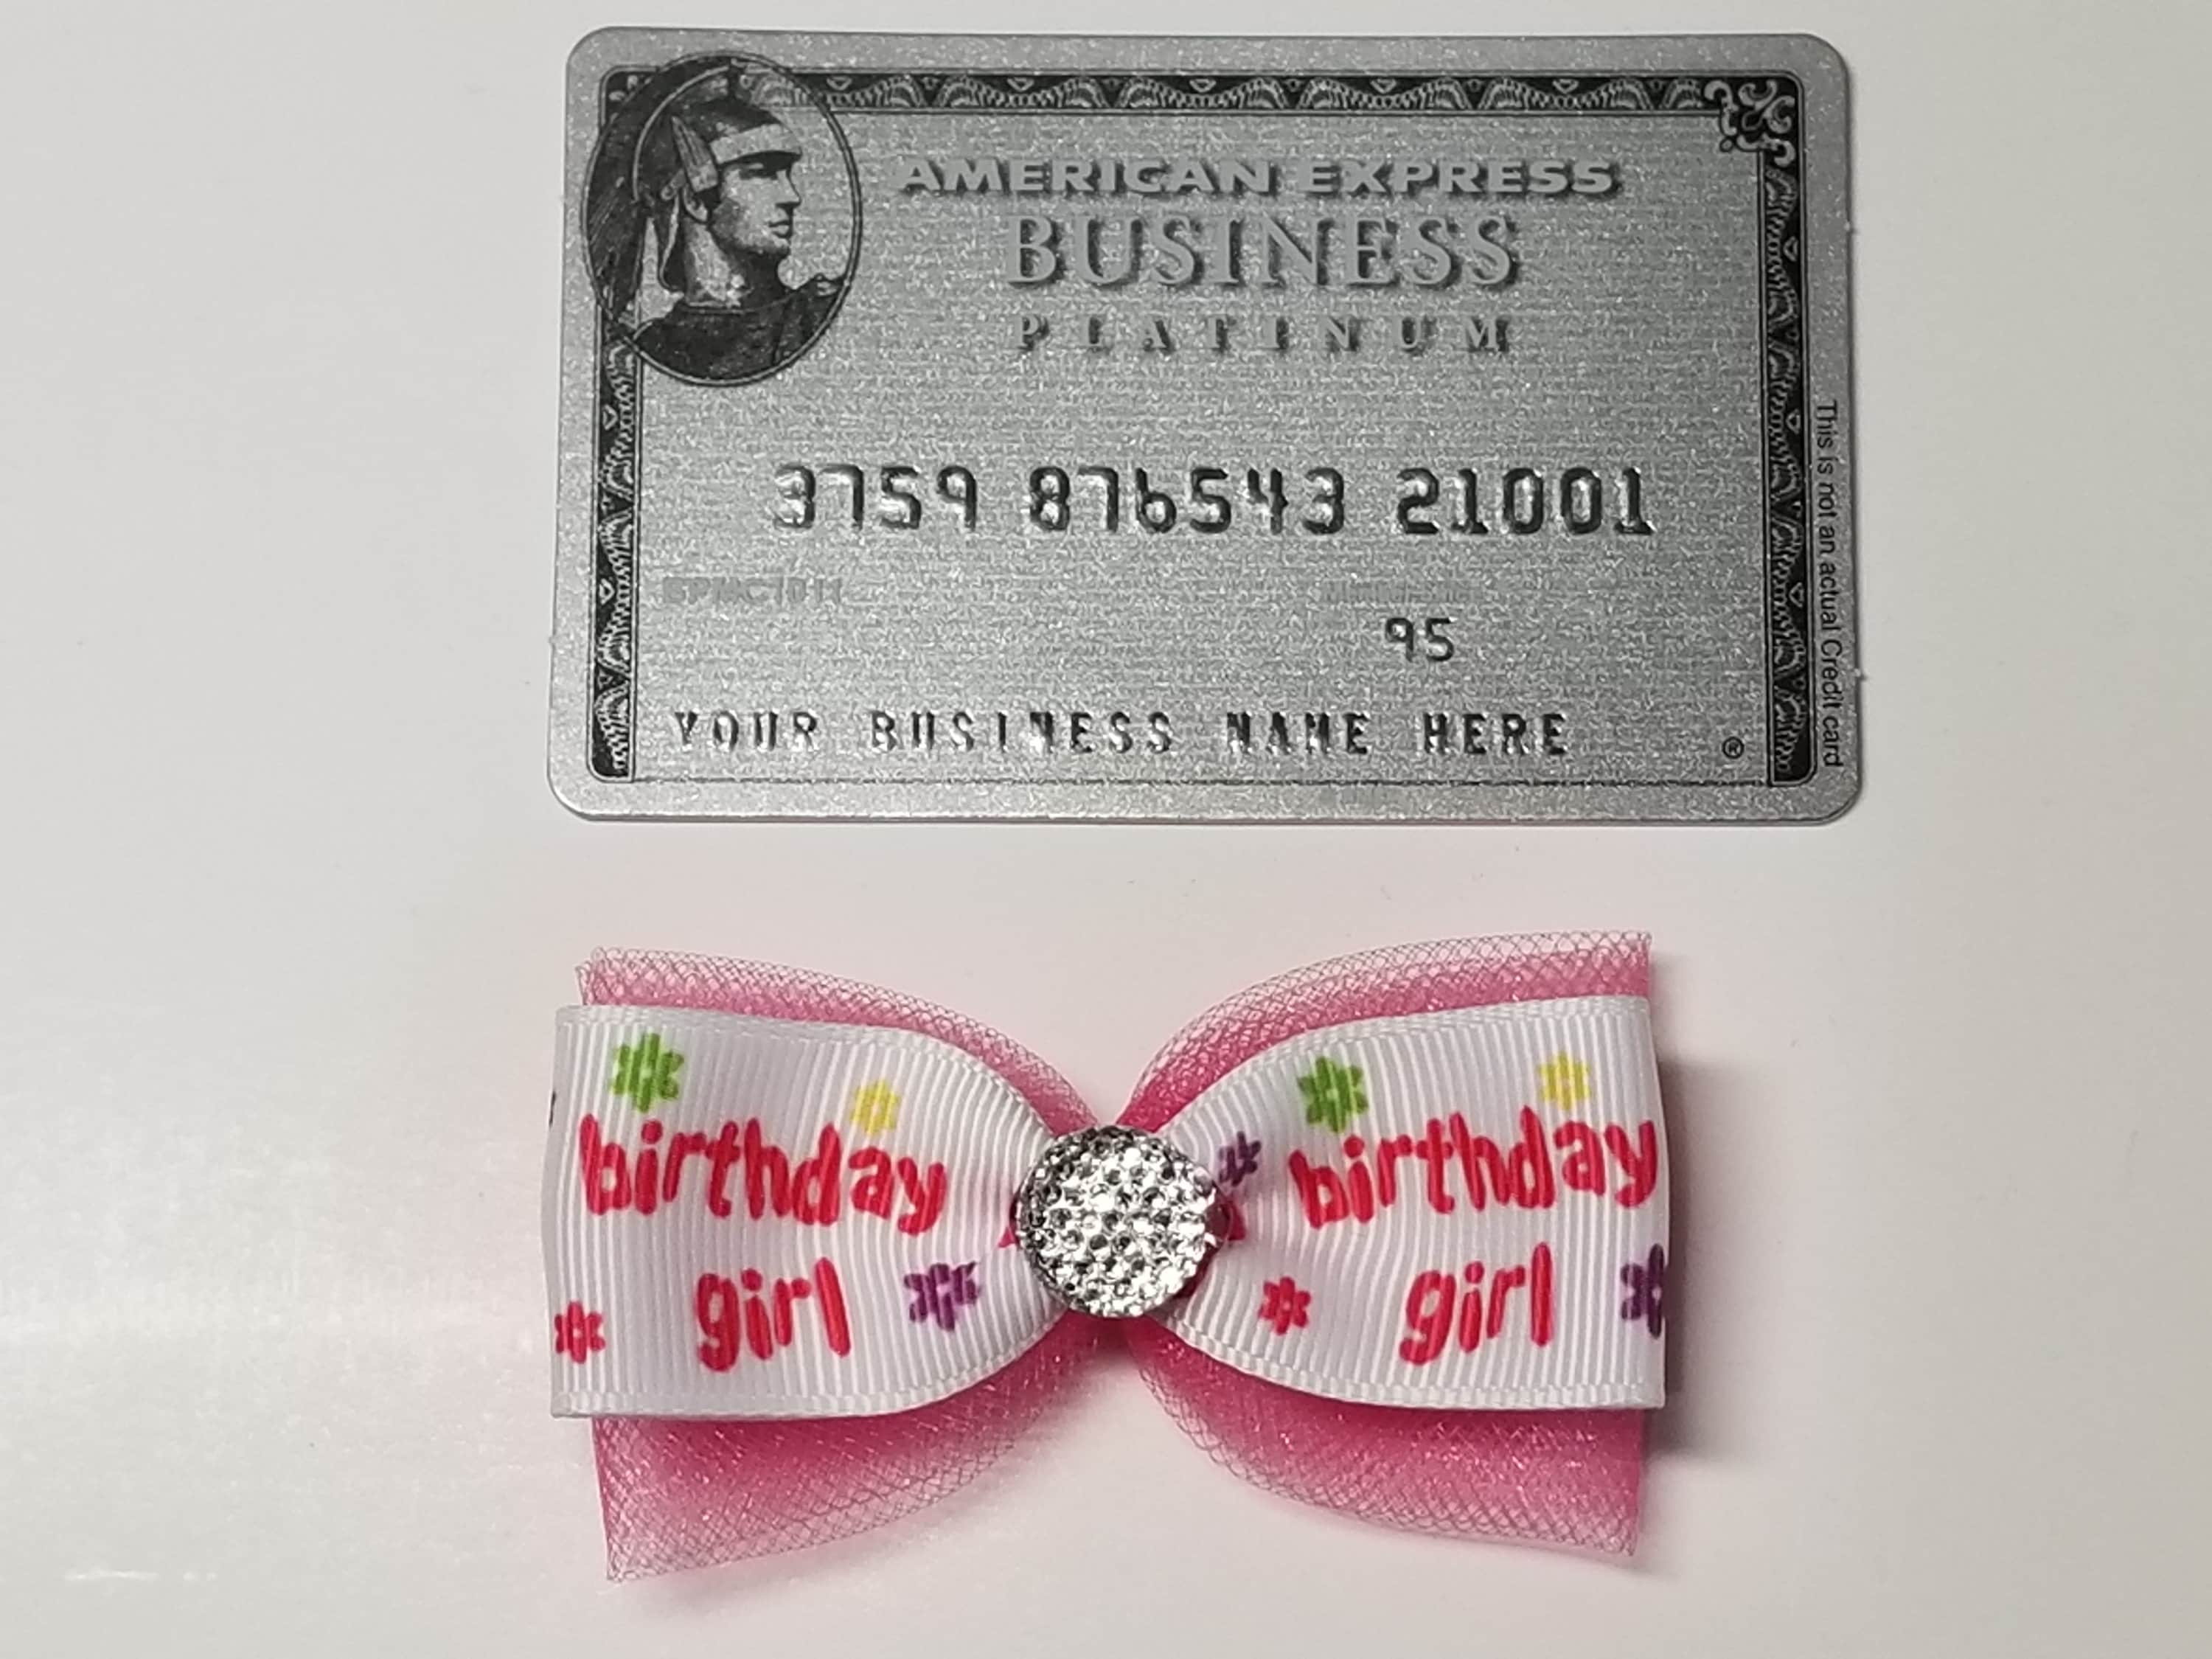 AMERICAN EXPRESS
BUSINESS
PLATINUM
3759 876543 21001
95
YOUR BUSINESS NAME HERE
®
This is not an actual Credit card
birthday
girl
birthday
girl